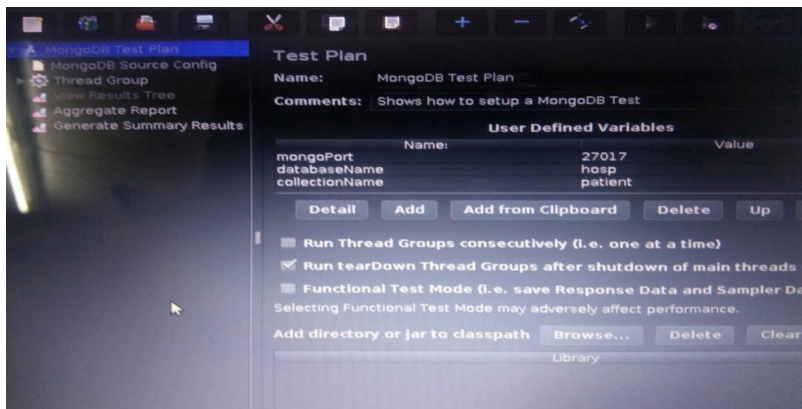 MongoDB Test Plan
MongoDB Source Config
Thread Group
View Results Tree
Aggregate Report
Generate Summary Results
Test Plan
Name: MongoDB Test Plan
Comments: Shows how to setup a MongoDB Test
User Defined Variables
Name: Value
mongoPort 27017
databaseName hosp
collectionName patient
Detail Add Add from Clipboard Delete Up
Run Thread Groups consecutively (i.e. one at a time)
Run tearDown Thread Groups after shutdown of main threads
Functional Test Mode (i.e. save Response Data and Sampler Da
Selecting Functional Test Mode may adversely affect performance.
Add directory or jar to classpath Browse... Delete Clear
Library